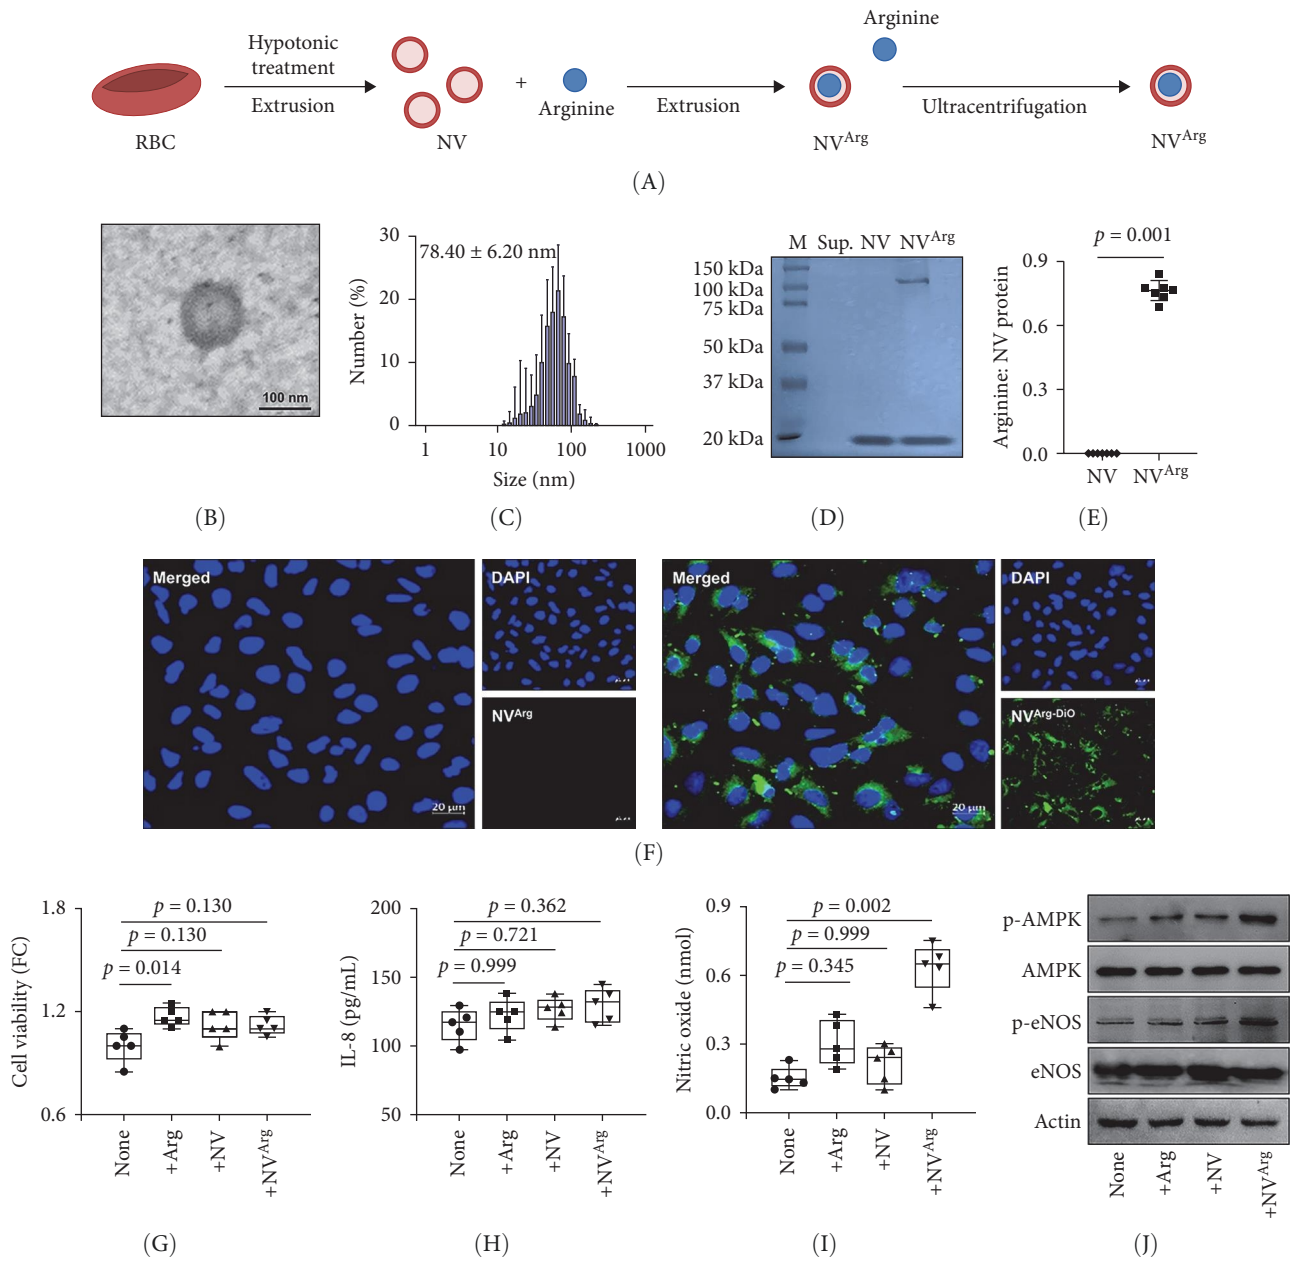 Hypotonic
treatment
Extrusion
RBC
NV
+
Arginine
Extrusion
Arginine
NVArg
Ultracentrifugation
NVArg
(A)
100 nm
(B)
78.40 ± 6.20 nm
Number (%)
30
20
10
0
1 10 100 1000
Size (nm)
(C)
M Sup. NV NVArg
150 kDa
100 kDa
75 kDa
50 kDa
37 kDa
20 kDa
(D)
p = 0.001
Arginine: NV protein
0.9
0.6
0.3
0.0
NV NVArg
(E)
Merged
20 µm
DAPI
NVArg
Merged
20 µm
DAPI
NVArg-DiO
(F)
Cell viability (FC)
1.8
1.2
0.6
p = 0.130
p = 0.130
p = 0.014
None
+Arg
+NV
+NVArg
(G)
IL-8 (pg/mL)
200
150
100
50
p = 0.362
p = 0.721
p = 0.999
None
+Arg
+NV
+NVArg
(H)
Nitric oxide (nmol)
0.9
0.6
0.3
0.0
p = 0.002
p = 0.999
p = 0.345
None
+Arg
+NV
+NVArg
(I)
p-AMPK
AMPK
p-eNOS
eNOS
Actin
None
+Arg
+NV
+NVArg
(J)